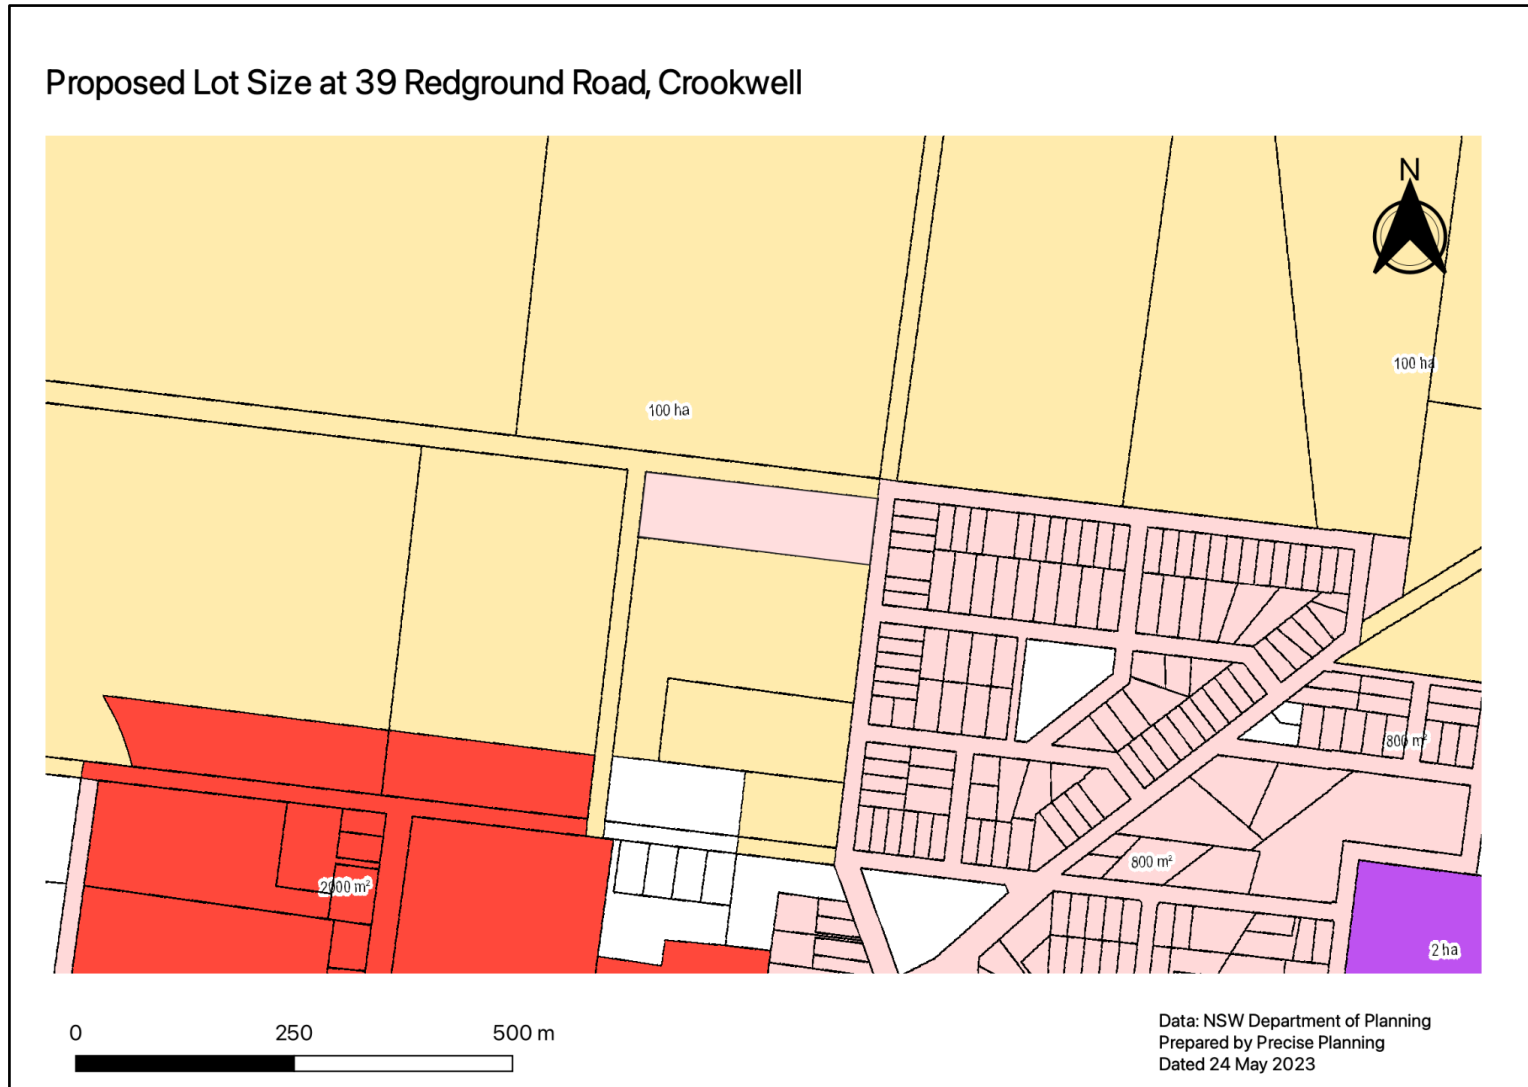 Proposed Lot Size at 39 Redground Road, Crookwell
N
100 ha
100 ha
800 m²
800 m²
2000 m²
2 ha
0 250 500 m
Data: NSW Department of Planning
Prepared by Precise Planning
Dated 24 May 2023